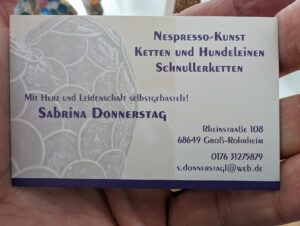 Nespresso-Kunst
Ketten und Hundeleinen
Schnullerketten
Mit Herz und Leidenschaft selbstgebastelt!
Sabrina Donnerstag
Rheinstraße 108
68649 Groß-Rohrheim
0176 31275879
s.donnerstag1@web.de